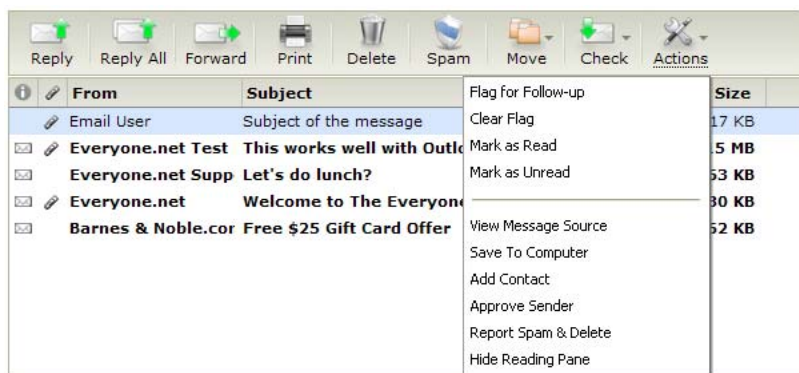 Reply Reply All Forward Print Delete Spam Move Check Actions
From Subject Size
Email User Subject of the message 17 KB
Everyone.net Test This works well with Outlo 5 MB
Everyone.net Supp Let's do lunch? KB
Everyone.net Welcome to The Everyone KB
Barnes & Noble.cor Free $25 Gift Card Offer KB
Flag for Follow-up
Clear Flag
Mark as Read
Mark as Unread
View Message Source
Save To Computer
Add Contact
Approve Sender
Report Spam & Delete
Hide Reading Pane